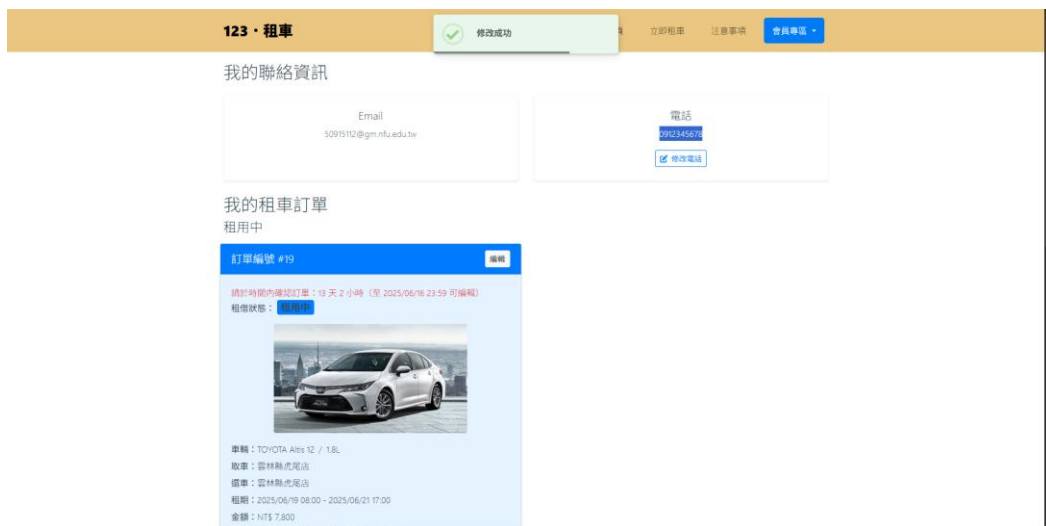 123・租車
修改成功
立即租車
注意事項
會員專區
我的聯絡資訊
Email
50915112@gm.nfu.edu.tw
電話
0912345678
修改電話
我的租車訂單
租用中
訂單編號 #19
編輯
請於時間內確認訂單：13 天 2 小時（至 2025/06/16 23:59 可編輯）
租借狀態：租用中
車輛：TOYOTA Altis 12 / 1.8L
取車：雲林縣虎尾店
還車：雲林縣虎尾店
租期：2025/06/19 08:00 - 2025/06/21 17:00
金額：NT$ 7,800